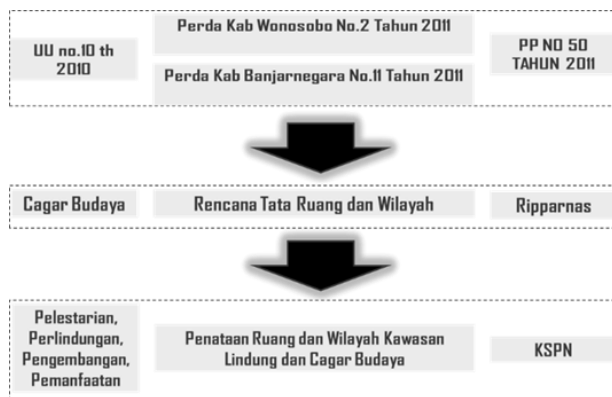 UU no.10 th
2010
Perda Kab Wonosobo No.2 Tahun 2011
Perda Kab Banjarnegara No.11 Tahun 2011
PP NO 50
TAHUN 2011
Cagar Budaya
Rencana Tata Ruang dan Wilayah
Ripparnas
Pelestarian,
Perlindungan,
Pengembangan,
Pemanfaatan
Penataan Ruang dan Wilayah Kawasan
Lindung dan Cagar Budaya
KSPN